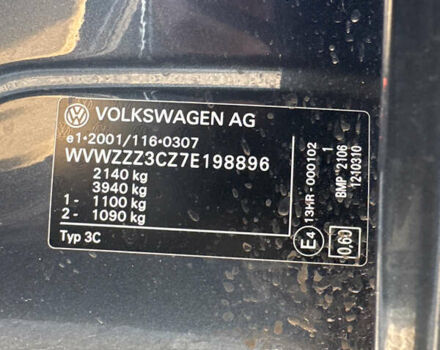 VOLKSWAGEN AG
e1*2001/116*0307
WVWZZZ3CZ7E198896
2140 kg
3940 kg
1- 1100 kg
2- 1090 kg
Typ 3C
E4
13HR-000102
0,60
BMP 2106 1
1240310